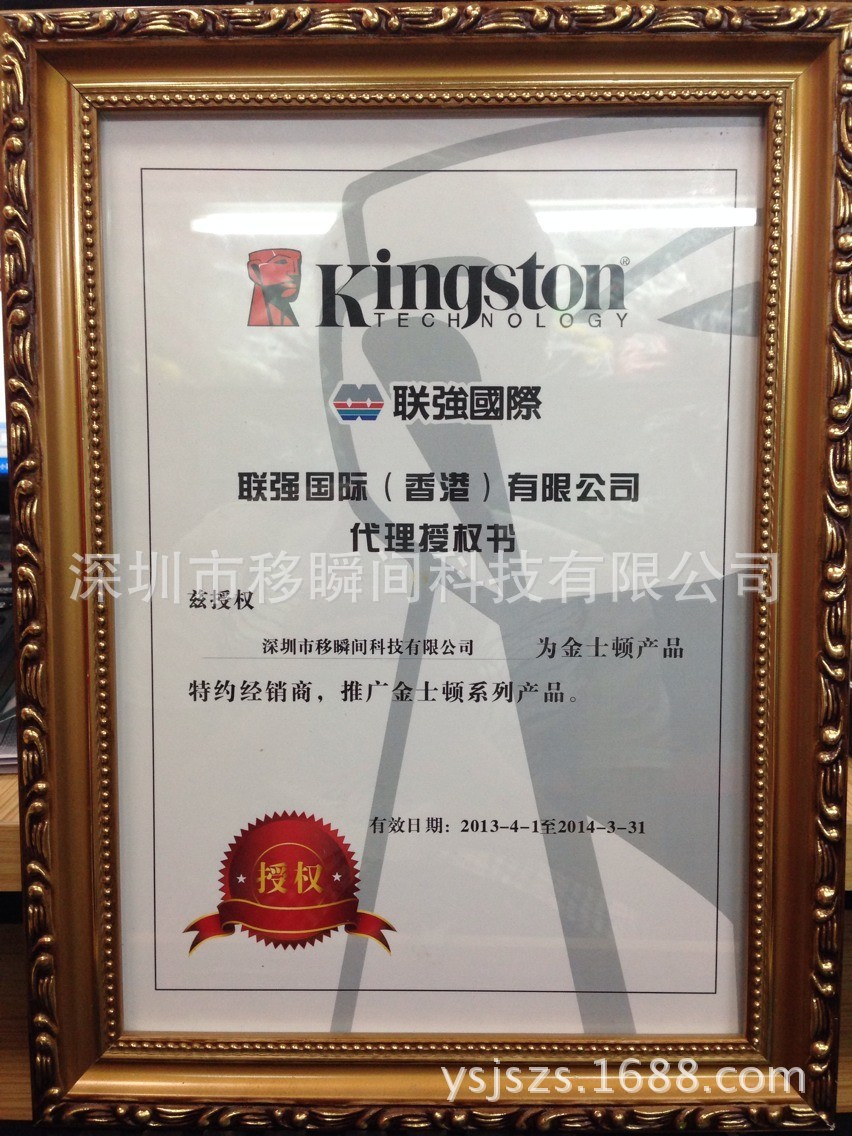 Kingston®
TECHNOLOGY
联強國際
联强国际（香港）有限公司
代理授权书
深圳市移瞬间科技有限公司
兹授权
深圳市移瞬间科技有限公司 为金士顿产品
特约经销商，推广金士顿系列产品。
有效日期：2013-4-1至2014-3-31
授权
ysjszs.1688.com